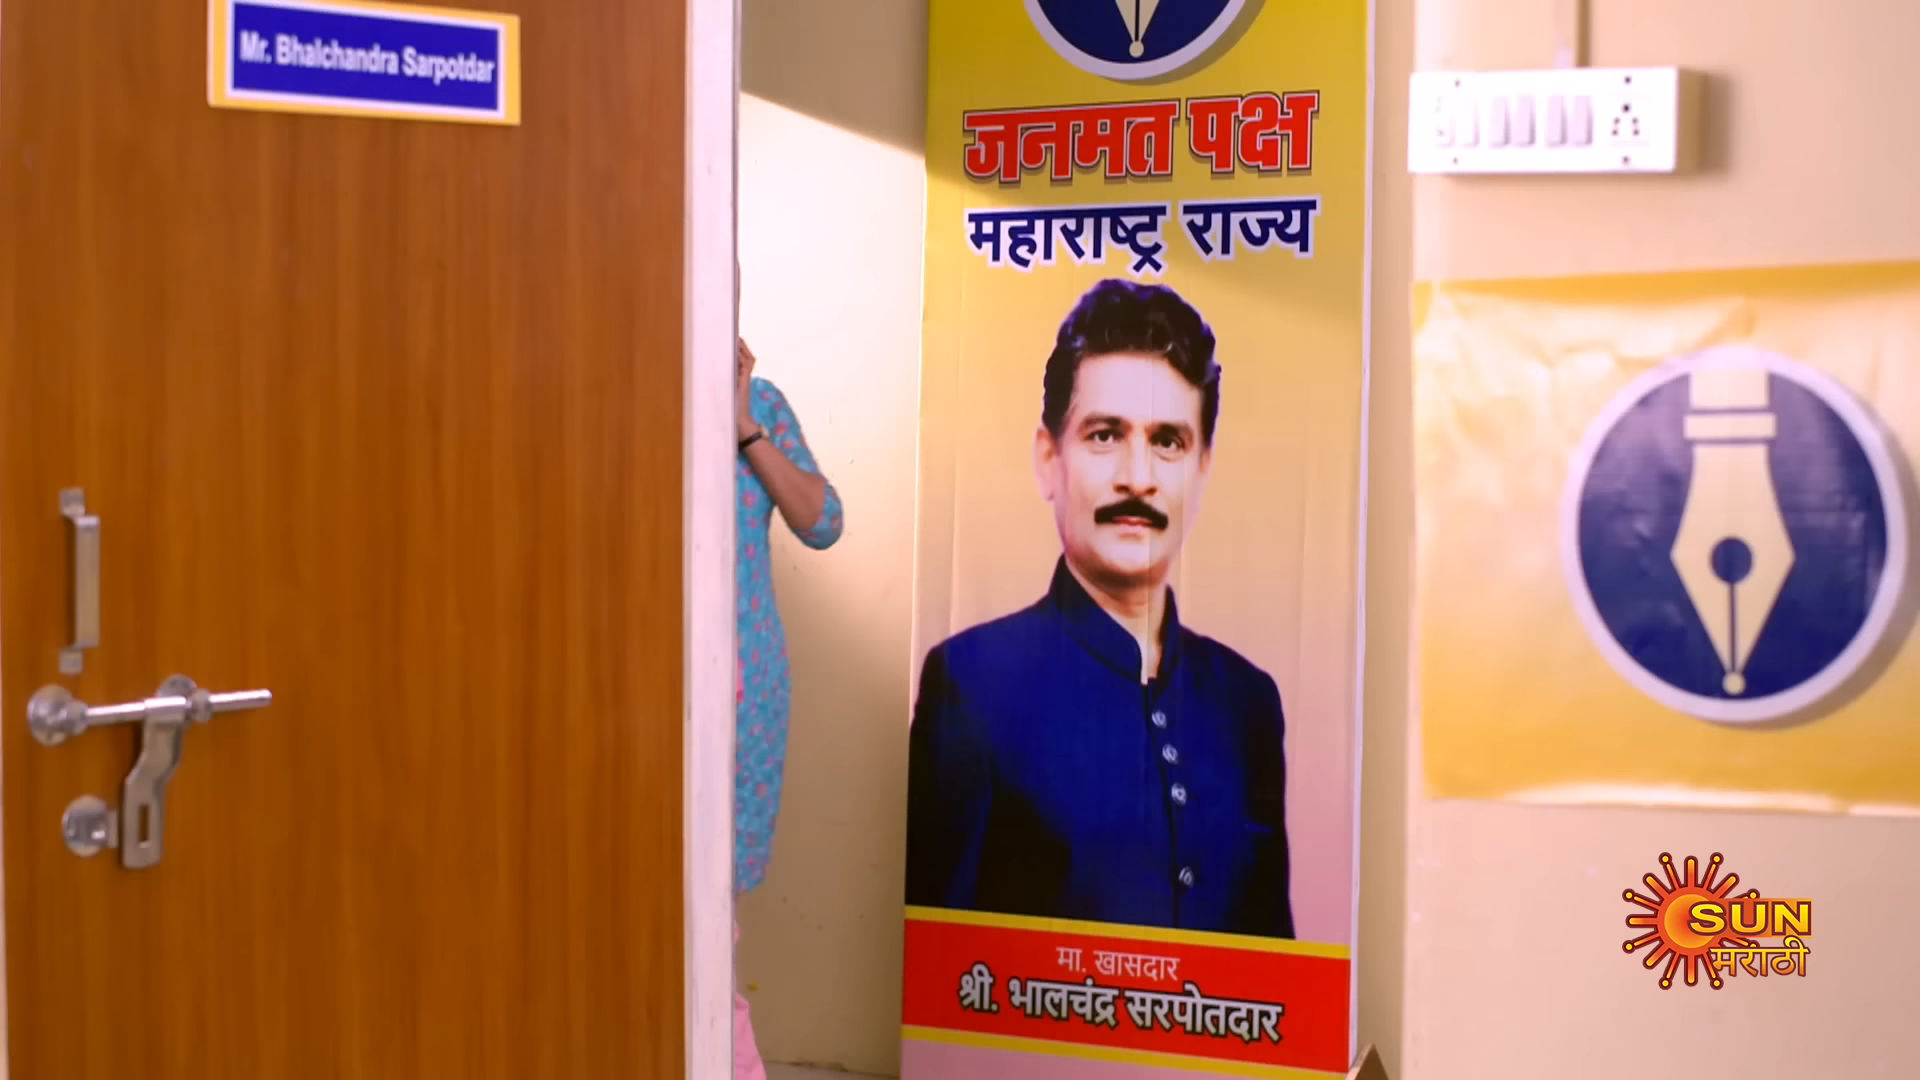 Mr. Bhalchandra Sarpotdar
जनमत पक्ष
महाराष्ट्र राज्य
मा. खासदार
श्री. भालचंद्र सरपोतदार
SUN
मराठी